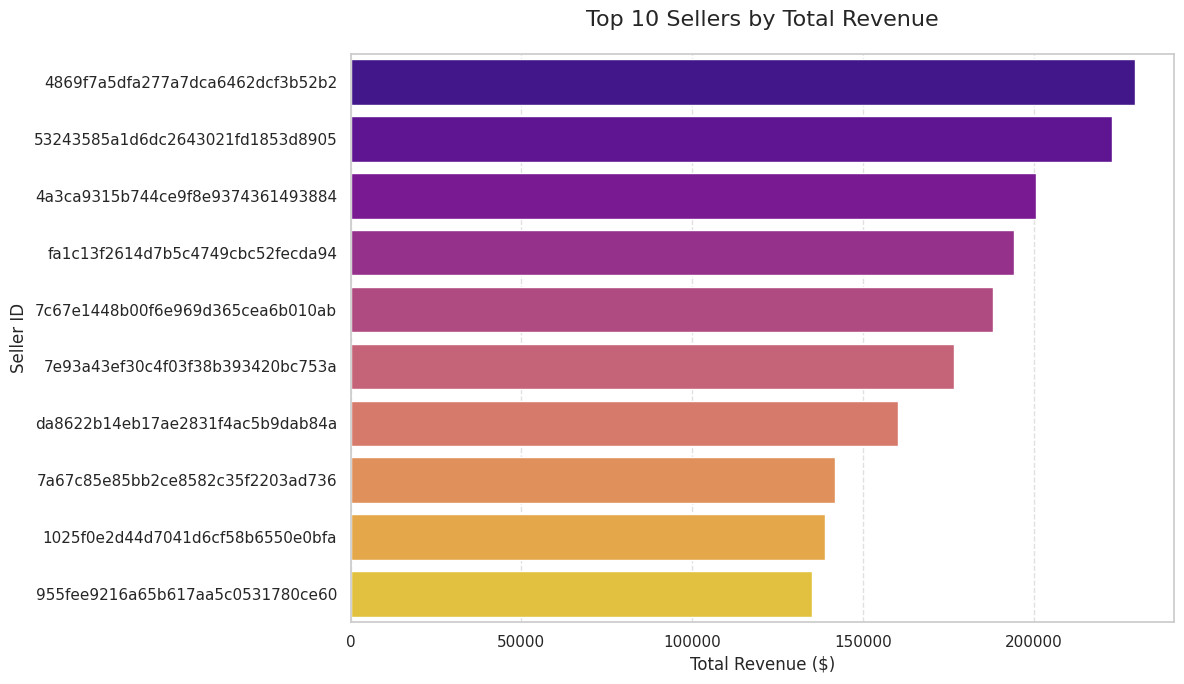 Top 10 Sellers by Total Revenue
4869f7a5dfa277a7dca6462dcf3b52b2
53243585a1d6dc2643021fd1853d8905
4a3ca9315b744ce9f8e9374361493884
fa1c13f2614d7b5c4749cbc52fecda94
7c67e1448b00f6e969d365cea6b010ab
7e93a43ef30c4f03f38b393420bc753a
da8622b14eb17ae2831f4ac5b9dab84a
7a67c85e85bb2ce8582c35f2203ad736
1025f0e2d44d7041d6cf58b6550e0bfa
955fee9216a65b617aa5c0531780ce60
Seller ID
0 50000 100000 150000 200000
Total Revenue ($)